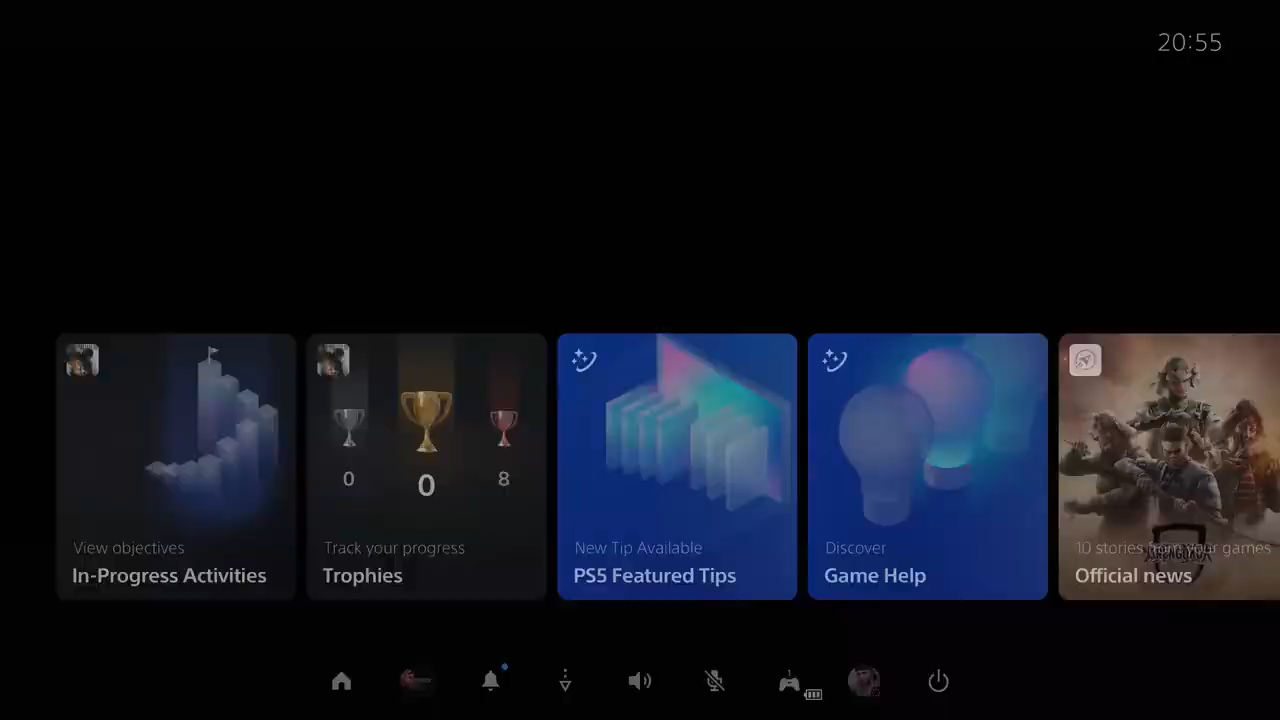 20:55
0
0
8
View objectives
In-Progress Activities
Track your progress
Trophies
New Tip Available
PS5 Featured Tips
Discover
Game Help
10 stories from your games
Official news
1